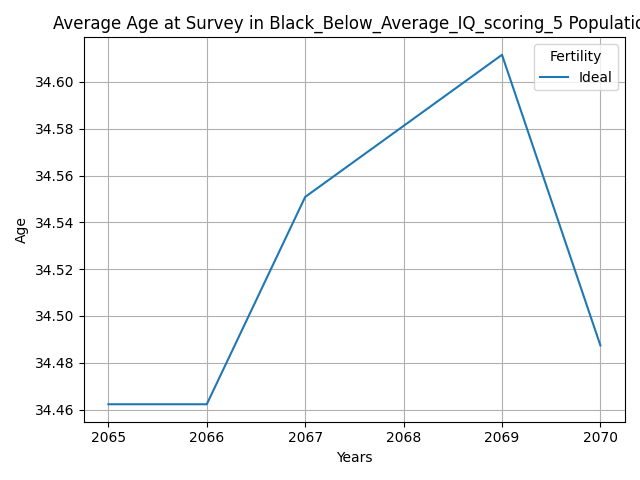 Average Age at Survey in Black_Below_Average_IQ_scoring_5 Populatio
Fertility
Ideal
34.60
34.58
34.56
34.54
34.52
34.50
34.48
34.46
Age
2065 2066 2067 2068 2069 2070
Years